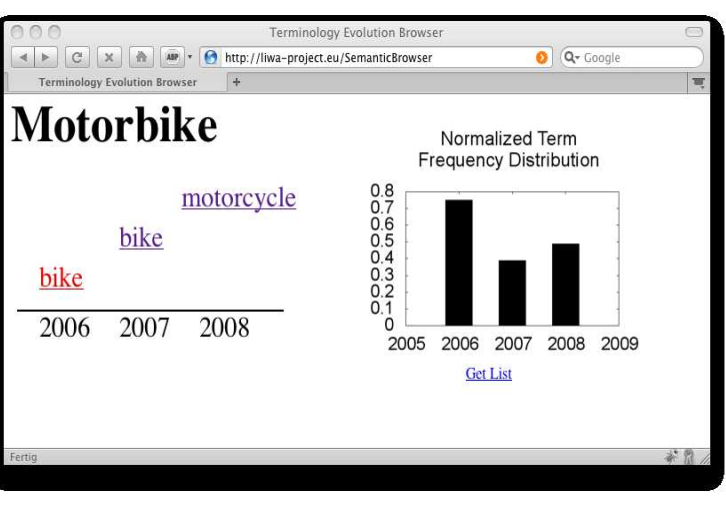 Terminology Evolution Browser
ABP
http://liwa-project.eu/SemanticBrowser
Google
Terminology Evolution Browser
+
Motorbike
motorcycle
bike
bike
2006 2007 2008
Normalized Term
Frequency Distribution
0.8
0.7
0.6
0.5
0.4
0.3
0.2
0.1
0
2005 2006 2007 2008 2009
Get List
Fertig